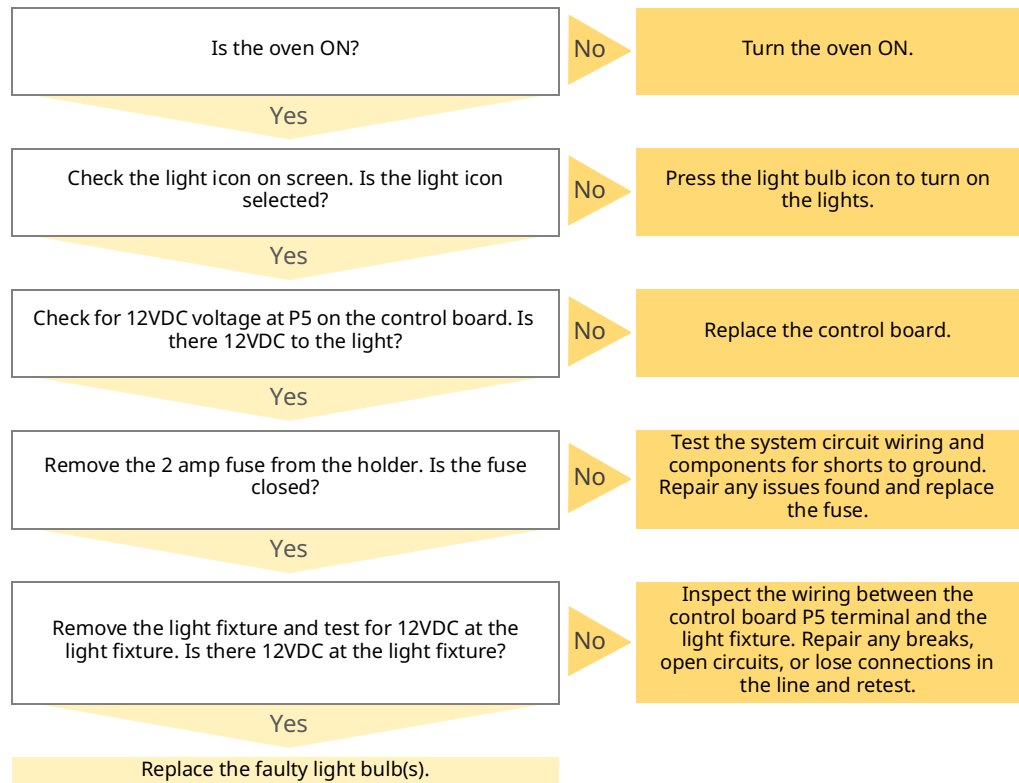 Is the oven ON?
No
Turn the oven ON.
Yes
Check the light icon on screen. Is the light icon
selected?
No
Press the light bulb icon to turn on
the lights.
Yes
Check for 12VDC voltage at P5 on the control board. Is
there 12VDC to the light?
No
Replace the control board.
Yes
Remove the 2 amp fuse from the holder. Is the fuse
closed?
No
Test the system circuit wiring and
components for shorts to ground.
Repair any issues found and replace
the fuse.
Yes
Remove the light fixture and test for 12VDC at the
light fixture. Is there 12VDC at the light fixture?
No
Inspect the wiring between the
control board P5 terminal and the
light fixture. Repair any breaks,
open circuits, or lose connections in
the line and retest.
Yes
Replace the faulty light bulb(s).